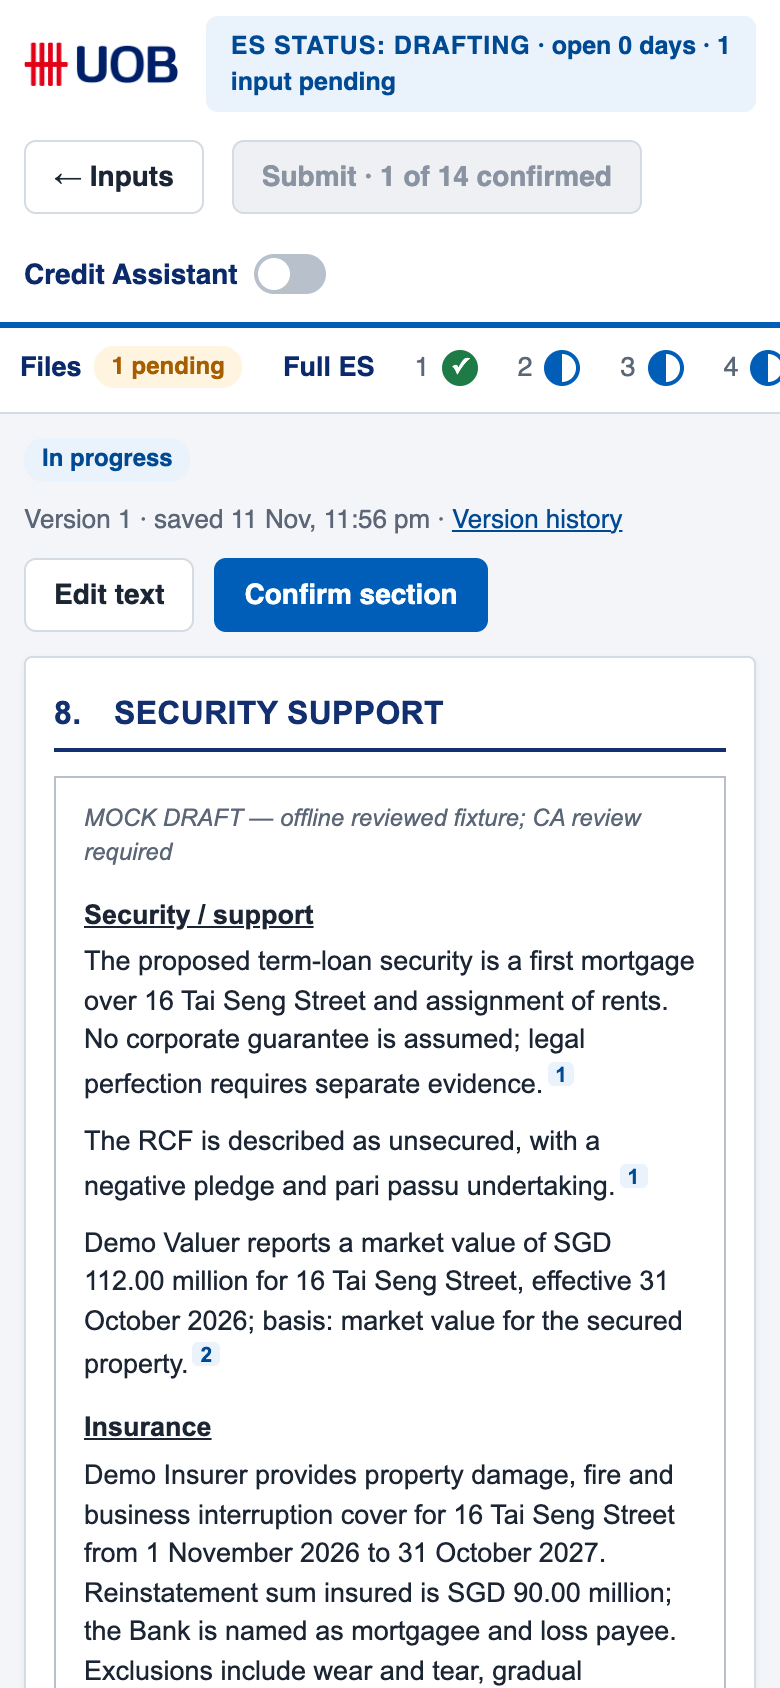 UOB
ES STATUS: DRAFTING · open 0 days · 1
input pending
← Inputs
Submit · 1 of 14 confirmed
Credit Assistant
Files 1 pending Full ES 1 2 3 4
In progress
Version 1 · saved 11 Nov, 11:56 pm · Version history
Edit text
Confirm section
8. SECURITY SUPPORT
MOCK DRAFT — offline reviewed fixture; CA review
required
Security / support
The proposed term-loan security is a first mortgage
over 16 Tai Seng Street and assignment of rents.
No corporate guarantee is assumed; legal
perfection requires separate evidence. 1
The RCF is described as unsecured, with a
negative pledge and pari passu undertaking. 1
Demo Valuer reports a market value of SGD
112.00 million for 16 Tai Seng Street, effective 31
October 2026; basis: market value for the secured
property. 2
Insurance
Demo Insurer provides property damage, fire and
business interruption cover for 16 Tai Seng Street
from 1 November 2026 to 31 October 2027.
Reinstatement sum insured is SGD 90.00 million;
the Bank is named as mortgagee and loss payee.
Exclusions include wear and tear, gradual